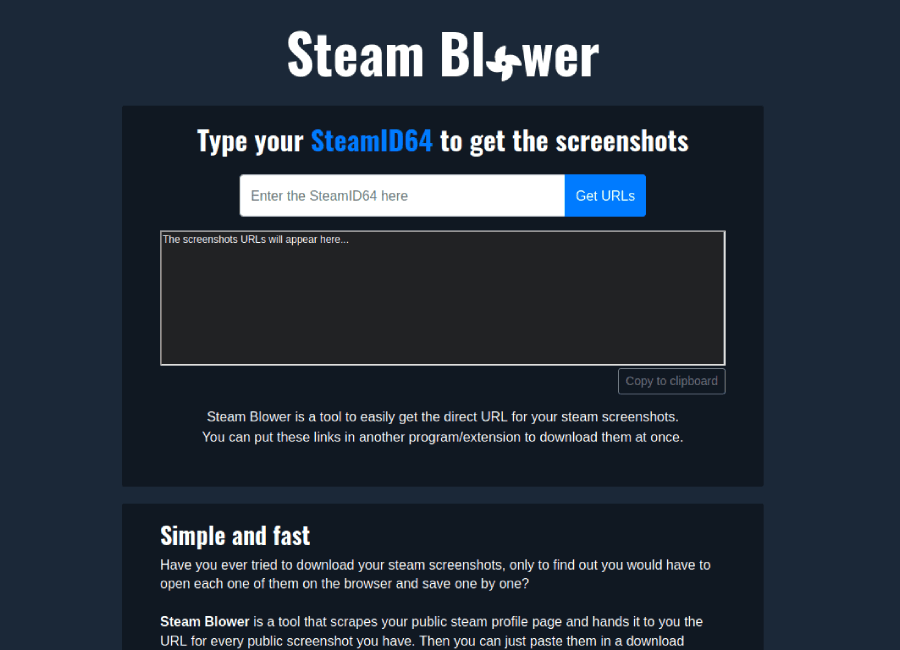 Steam Blower
Type your SteamID64 to get the screenshots
Enter the SteamID64 here
Get URLs
The screenshots URLs will appear here...
Copy to clipboard
Steam Blower is a tool to easily get the direct URL for your steam screenshots.
You can put these links in another program/extension to download them at once.
Simple and fast
Have you ever tried to download your steam screenshots, only to find out you would have to
open each one of them on the browser and save one by one?
Steam Blower is a tool that scrapes your public steam profile page and hands it to you the
URL for every public screenshot you have. Then you can just paste them in a download